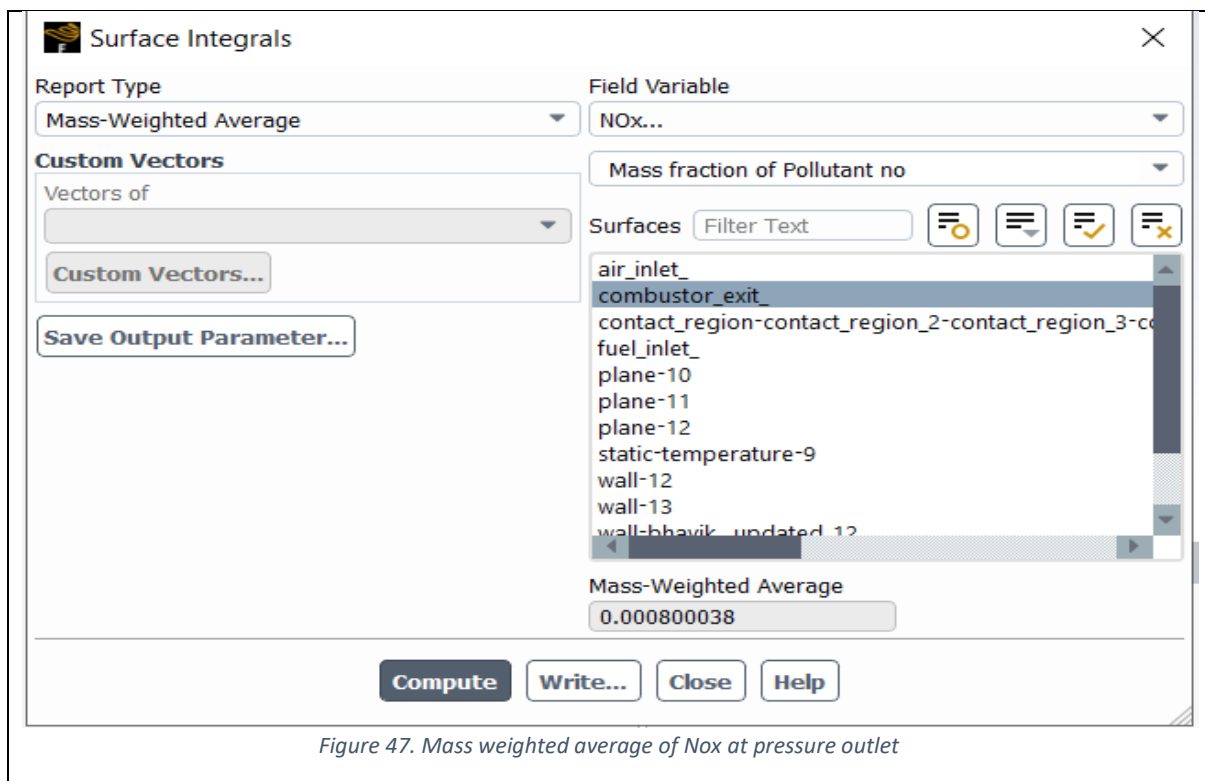 Surface Integrals
Report Type
Mass-Weighted Average
Custom Vectors
Vectors of
Custom Vectors...
Save Output Parameter...
Field Variable
NOx...
Mass fraction of Pollutant no
Surfaces Filter Text
air_inlet_
combustor_exit_
contact_region-contact_region_2-contact_region_3-co
fuel_inlet_
plane-10
plane-11
plane-12
static-temperature-9
wall-12
wall-13
wall-bhavik_updated_12
Mass-Weighted Average
0.000800038
Compute Write... Close Help
Figure 47. Mass weighted average of Nox at pressure outlet